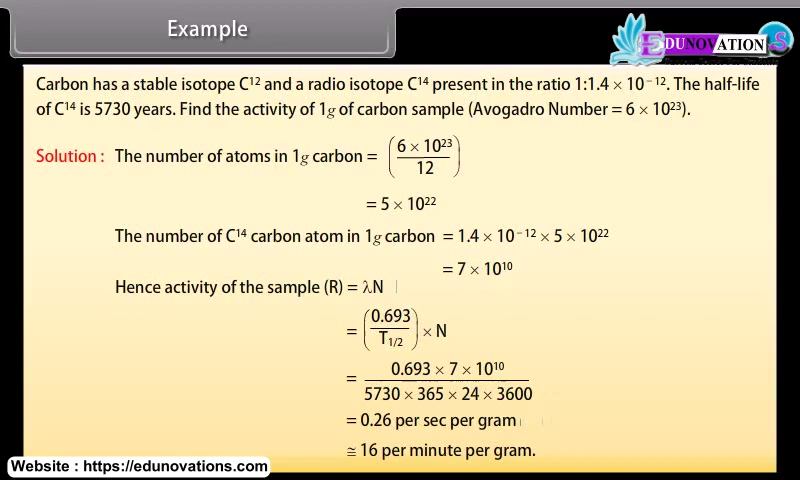 Example
EDUNOVATION S
Carbon has a stable isotope C¹² and a radio isotope C¹⁴ present in the ratio 1:1.4 × 10⁻¹². The half-life
of C¹⁴ is 5730 years. Find the activity of 1g of carbon sample (Avogadro Number = 6 × 10²³).
Solution : The number of atoms in 1g carbon = (6 × 10²³ / 12)
= 5 × 10²²
The number of C¹⁴ carbon atom in 1g carbon = 1.4 × 10⁻¹² × 5 × 10²²
= 7 × 10¹⁰
Hence activity of the sample (R) = λN
= (0.693 / T₁/₂) × N
= 0.693 × 7 × 10¹⁰ / 5730 × 365 × 24 × 3600
= 0.26 per sec per gram
≅ 16 per minute per gram.
Website : https://edunovations.com